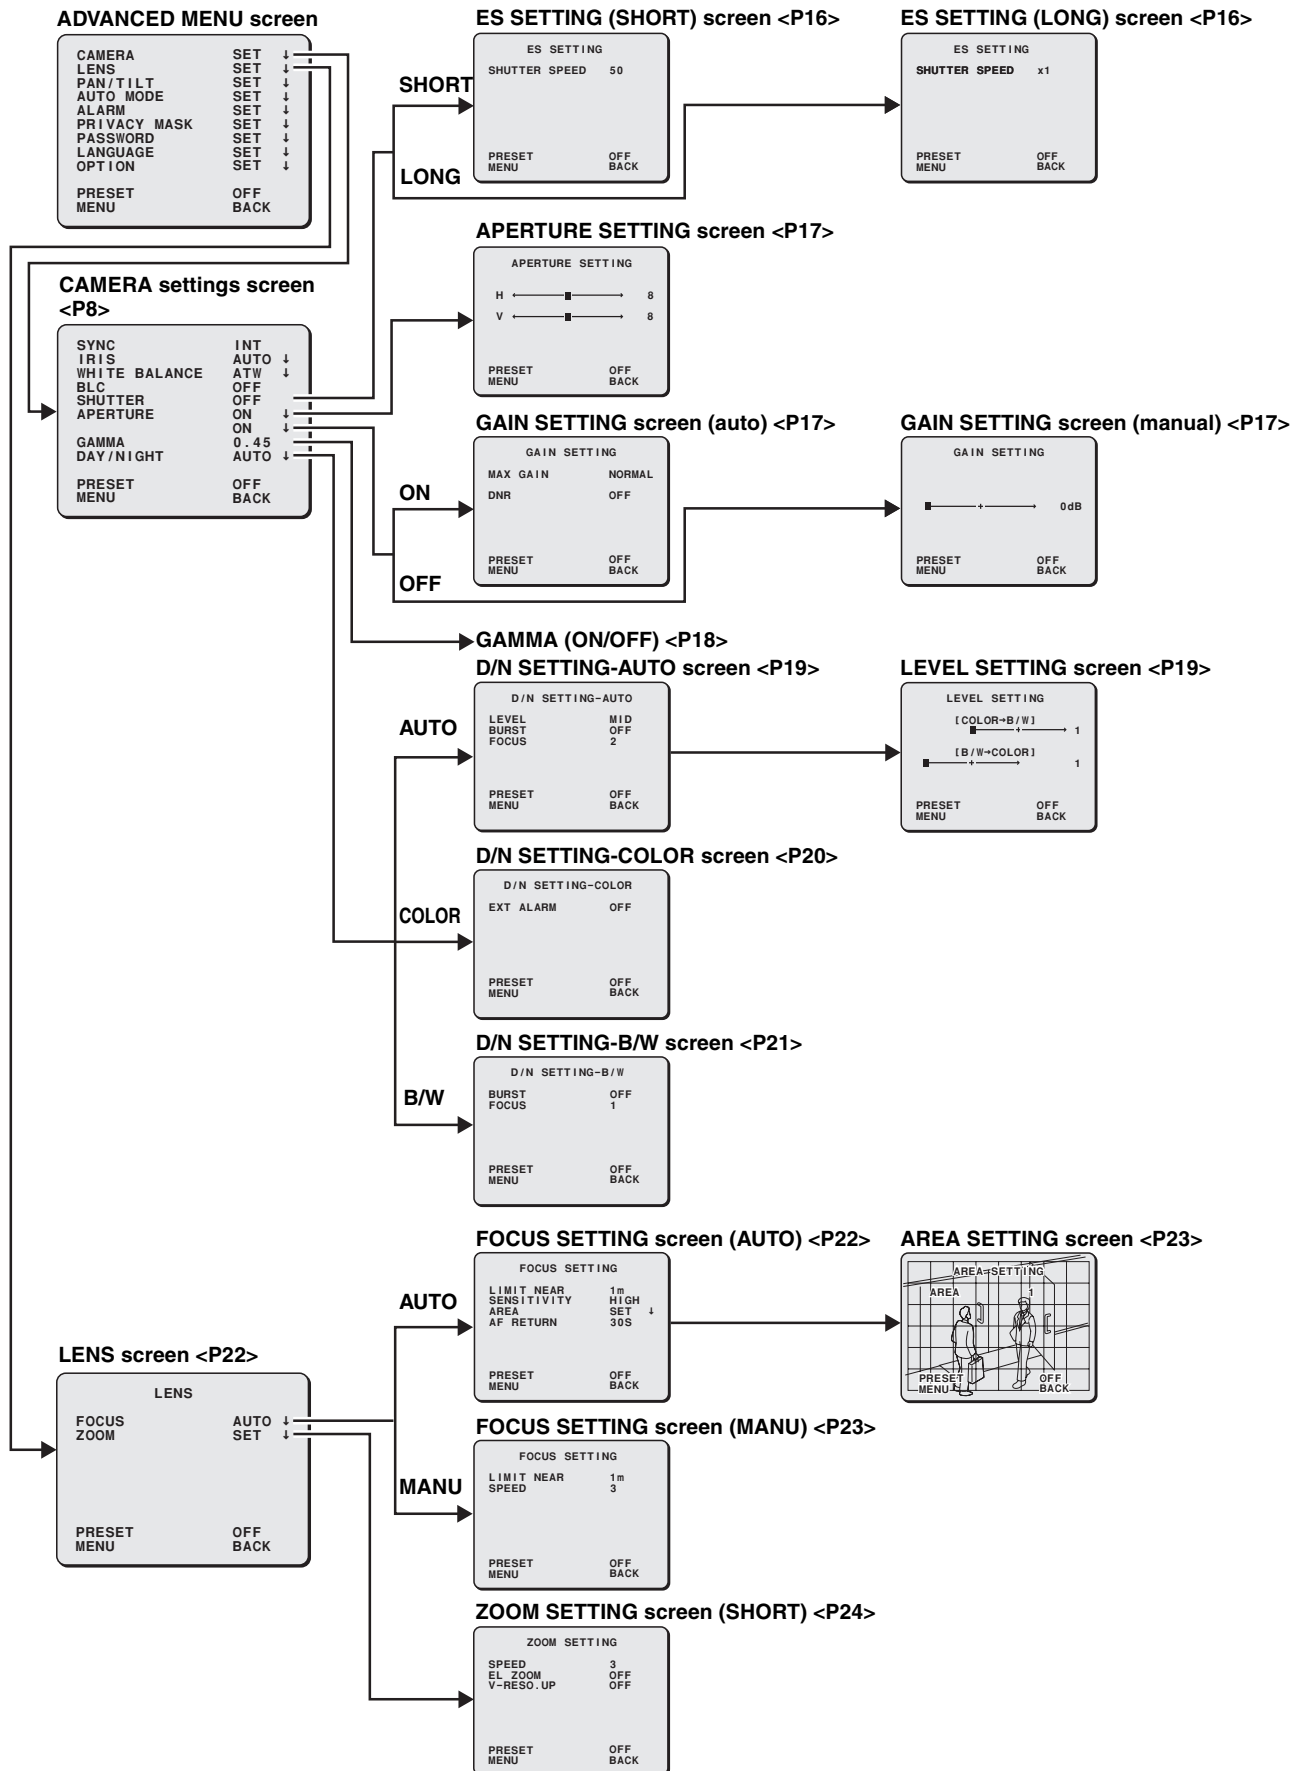 ADVANCED MENU screen
CAMERA SET ↓
LENS SET ↓
PAN/TILT SET ↓
AUTO MODE SET ↓
ALARM SET ↓
PRIVACY MASK SET ↓
PASSWORD SET ↓
LANGUAGE SET ↓
OPTION SET ↓
PRESET OFF
MENU BACK
ES SETTING (SHORT) screen <P16>
SHORT
ES SETTING
SHUTTER SPEED 50
PRESET OFF
MENU BACK
ES SETTING (LONG) screen <P16>
LONG
ES SETTING
SHUTTER SPEED x1
PRESET OFF
MENU BACK
CAMERA settings screen
<P8>
SYNC INT
IRIS AUTO ↓
WHITE BALANCE ATW ↓
BLC OFF
SHUTTER OFF
APERTURE ON ↓
ON ↓
GAMMA 0.45
DAY/NIGHT AUTO ↓
PRESET OFF
MENU BACK
APERTURE SETTING screen <P17>
APERTURE SETTING
H 8
V 8
PRESET OFF
MENU BACK
GAIN SETTING screen (auto) <P17>
ON
GAIN SETTING
MAX GAIN NORMAL
DNR OFF
PRESET OFF
MENU BACK
GAIN SETTING screen (manual) <P17>
OFF
GAIN SETTING
+ 0dB
PRESET OFF
MENU BACK
GAMMA (ON/OFF) <P18>
D/N SETTING-AUTO screen <P19>
AUTO
D/N SETTING-AUTO
LEVEL MID
BURST OFF
FOCUS 2
PRESET OFF
MENU BACK
LEVEL SETTING screen <P19>
LEVEL SETTING
[COLOR→B/W]
+ 1
[B/W→COLOR]
+ 1
PRESET OFF
MENU BACK
D/N SETTING-COLOR screen <P20>
COLOR
D/N SETTING-COLOR
EXT ALARM OFF
PRESET OFF
MENU BACK
D/N SETTING-B/W screen <P21>
B/W
D/N SETTING-B/W
BURST OFF
FOCUS 1
PRESET OFF
MENU BACK
LENS screen <P22>
LENS
FOCUS AUTO ↓
ZOOM SET ↓
PRESET OFF
MENU BACK
FOCUS SETTING screen (AUTO) <P22>
AUTO
FOCUS SETTING
LIMIT NEAR 1m
SENSITIVITY HIGH
AREA SET ↓
AF RETURN 30S
PRESET OFF
MENU BACK
AREA SETTING screen <P23>
AREA SETTING
AREA 1
PRESET OFF
MENU BACK
FOCUS SETTING screen (MANU) <P23>
MANU
FOCUS SETTING
LIMIT NEAR 1m
SPEED 3
PRESET OFF
MENU BACK
ZOOM SETTING screen (SHORT) <P24>
ZOOM SETTING
SPEED 3
EL ZOOM OFF
V-RESO.UP OFF
PRESET OFF
MENU BACK